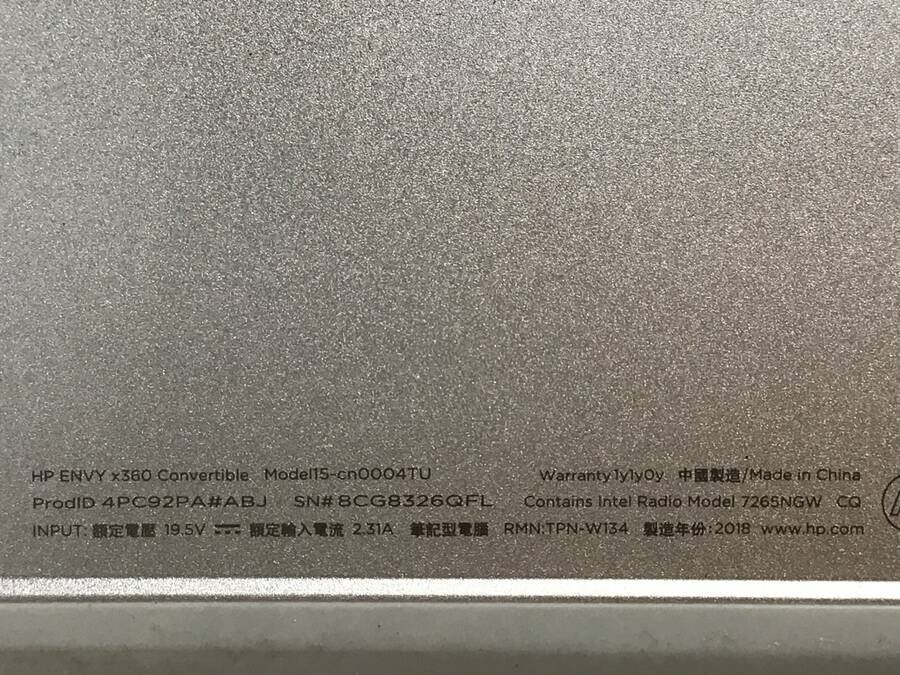 HP ENVY x360 Convertible Model15-cn0004TU Warranty 1y1y0y 中國製造/Made in China
ProdID 4PC92PA#ABJ SN# 8CG8326QFL Contains Intel Radio Model 7265NGW CQ
INPUT: 額定電壓 19.5V ⎓ 額定輸入電流 2.31A 筆記型電腦 RMN:TPN-W134 製造年份:2018 www.hp.com